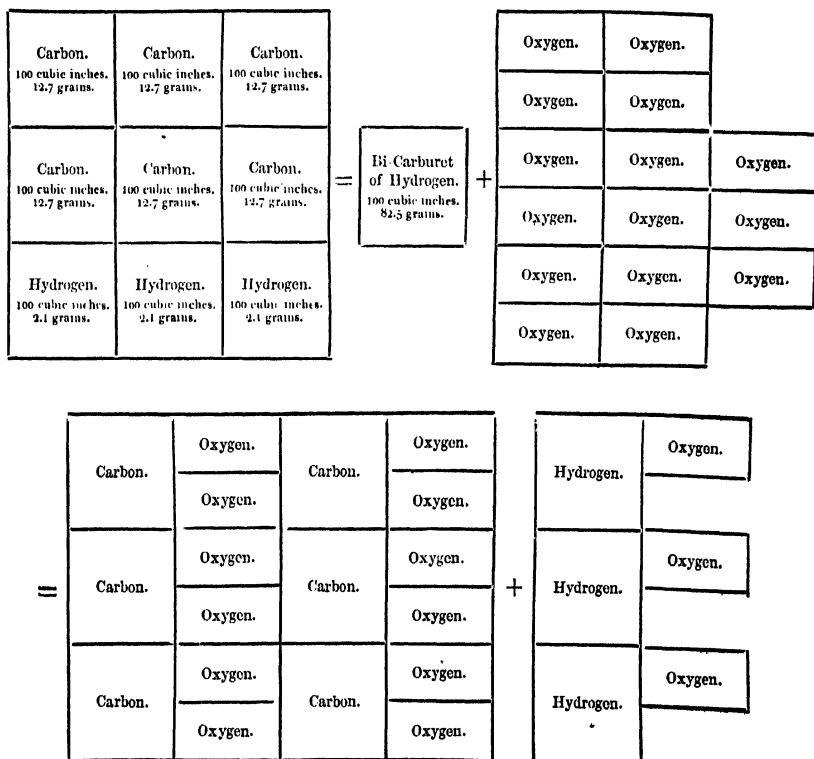 Carbon. Carbon. Carbon.
100 cubic inches. 100 cubic inches. 100 cubic inches.
12.7 grains. 12.7 grains. 12.7 grains.
Carbon. Carbon. Carbon.
100 cubic inches. 100 cubic inches. 100 cubic inches.
12.7 grains. 12.7 grains. 12.7 grains.
Hydrogen. Hydrogen. Hydrogen.
100 cubic inches. 100 cubic inches. 100 cubic inches.
2.1 grains. 2.1 grains. 2.1 grains.
=
Bi-Carburet
of Hydrogen.
100 cubic inches.
82.5 grains.
+
Oxygen. Oxygen.
Oxygen. Oxygen.
Oxygen. Oxygen. Oxygen.
Oxygen. Oxygen. Oxygen.
Oxygen. Oxygen. Oxygen.
Oxygen. Oxygen.
=
Carbon. Oxygen. Carbon. Oxygen.
Oxygen. Oxygen.
Carbon. Oxygen. Carbon. Oxygen.
Oxygen. Oxygen.
Carbon. Oxygen. Carbon. Oxygen.
Oxygen. Oxygen.
+
Hydrogen. Oxygen.
Hydrogen. Oxygen.
Hydrogen. Oxygen.